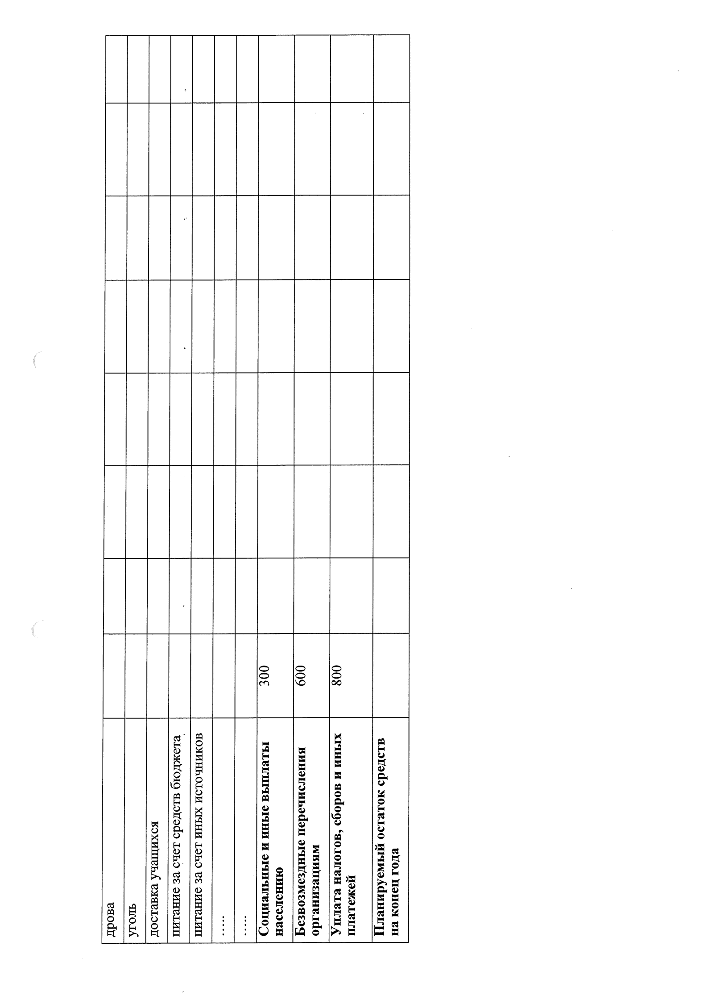 дрова
уголь
доставка учащихся
питание за счет средств бюджета
питание за счет иных источников
.....
.....
Социальные и иные выплаты
населению
300
Безвозмездные перечисления
организациям
600
Уплата налогов, сборов и иных
платежей
800
Планируемый остаток средств
на конец года